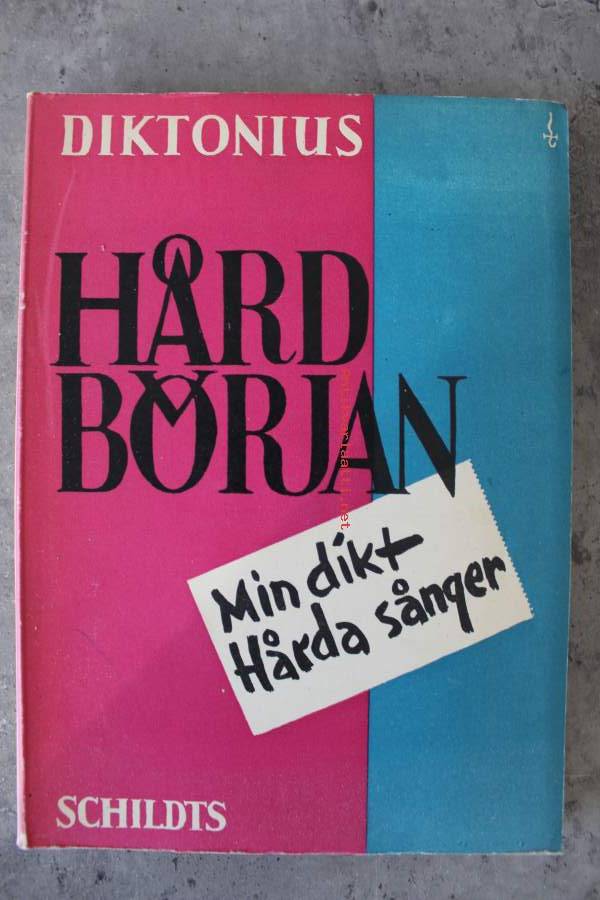 DIKTONIUS
HÅRD
BÖRJAN
Min dikt
Hårda sånger
SCHILDTS